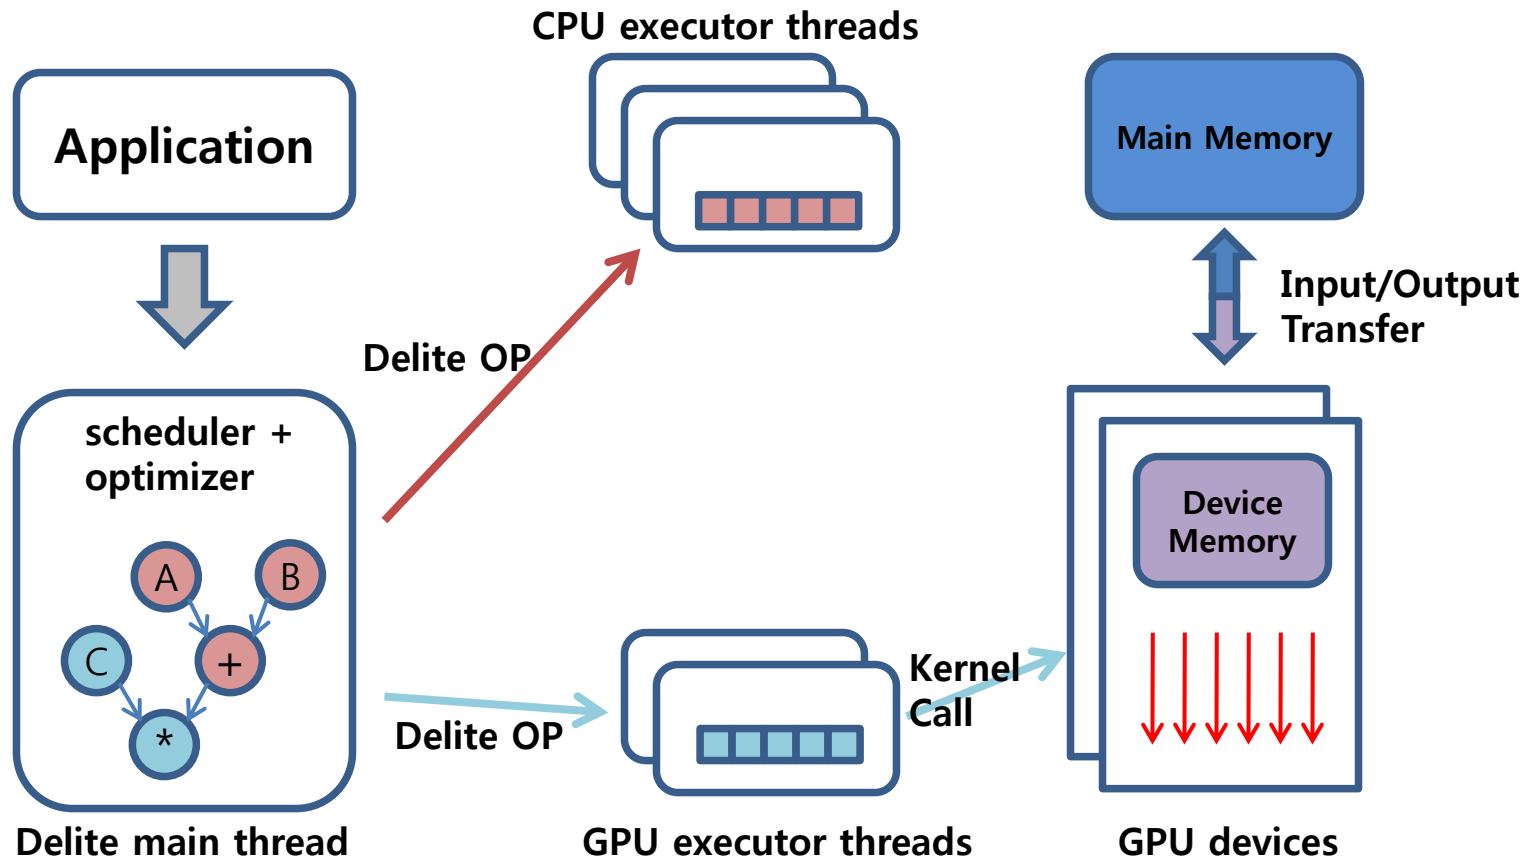 CPU executor threads
Application
Main Memory
Input/Output
Transfer
Delite OP
scheduler +
optimizer
Device
Memory
A
B
C
+
*
Kernel
Call
Delite OP
Delite main thread
GPU executor threads
GPU devices